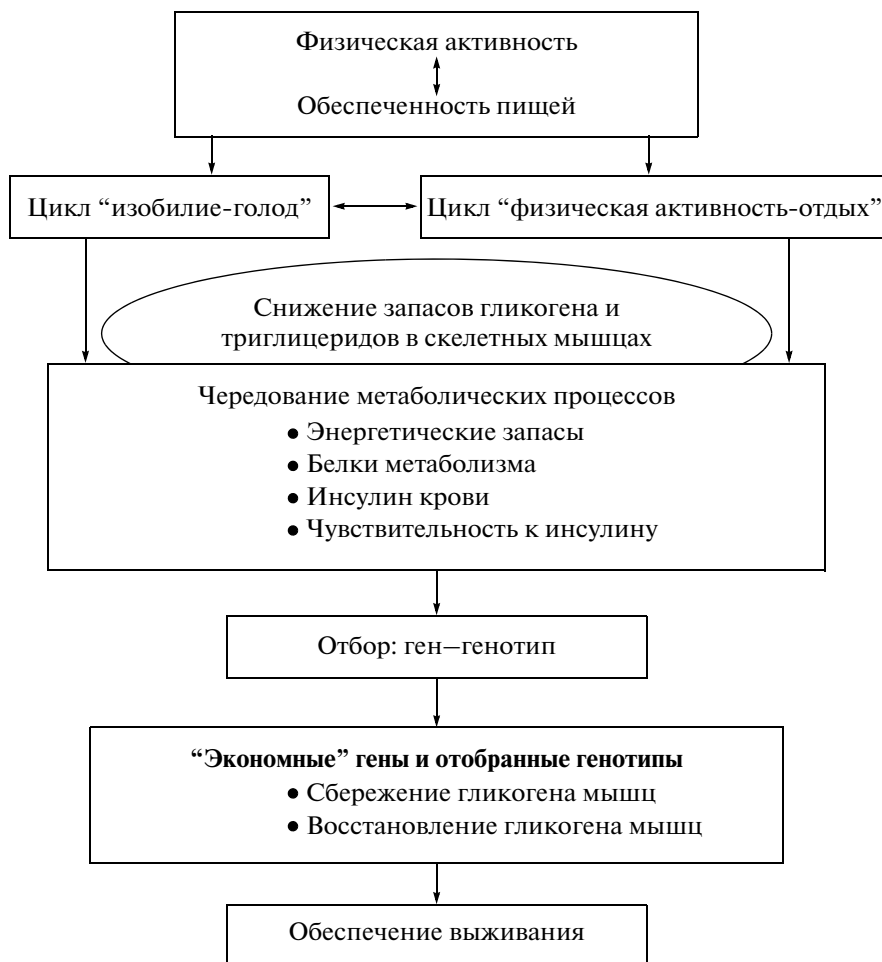 Физическая активность
Обеспеченность пищей
Цикл “изобилие-голод”
Цикл “физическая активность-отдых”
Снижение запасов гликогена и
триглицеридов в скелетных мышцах
Чередование метаболических процессов
• Энергетические запасы
• Белки метаболизма
• Инсулин крови
• Чувствительность к инсулину
Отбор: ген–генотип
“Экономные” гены и отобранные генотипы
• Сбережение гликогена мышц
• Восстановление гликогена мышц
Обеспечение выживания